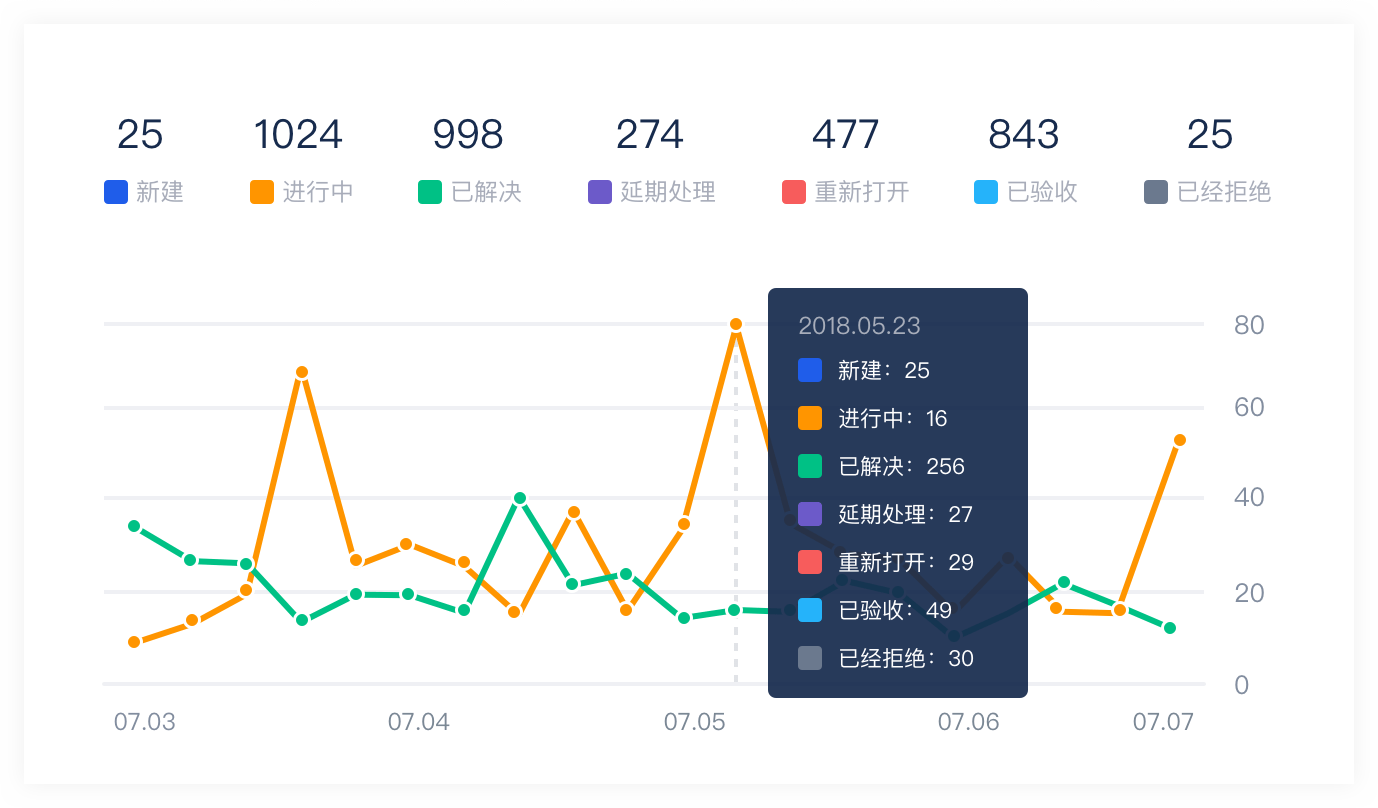 25 1024 998 274 477 843 25
新建 进行中 已解决 延期处理 重新打开 已验收 已经拒绝
2018.05.23
新建：25
进行中：16
已解决：256
延期处理：27
重新打开：29
已验收：49
已经拒绝：30
80
60
40
20
0
07.03 07.04 07.05 07.06 07.07